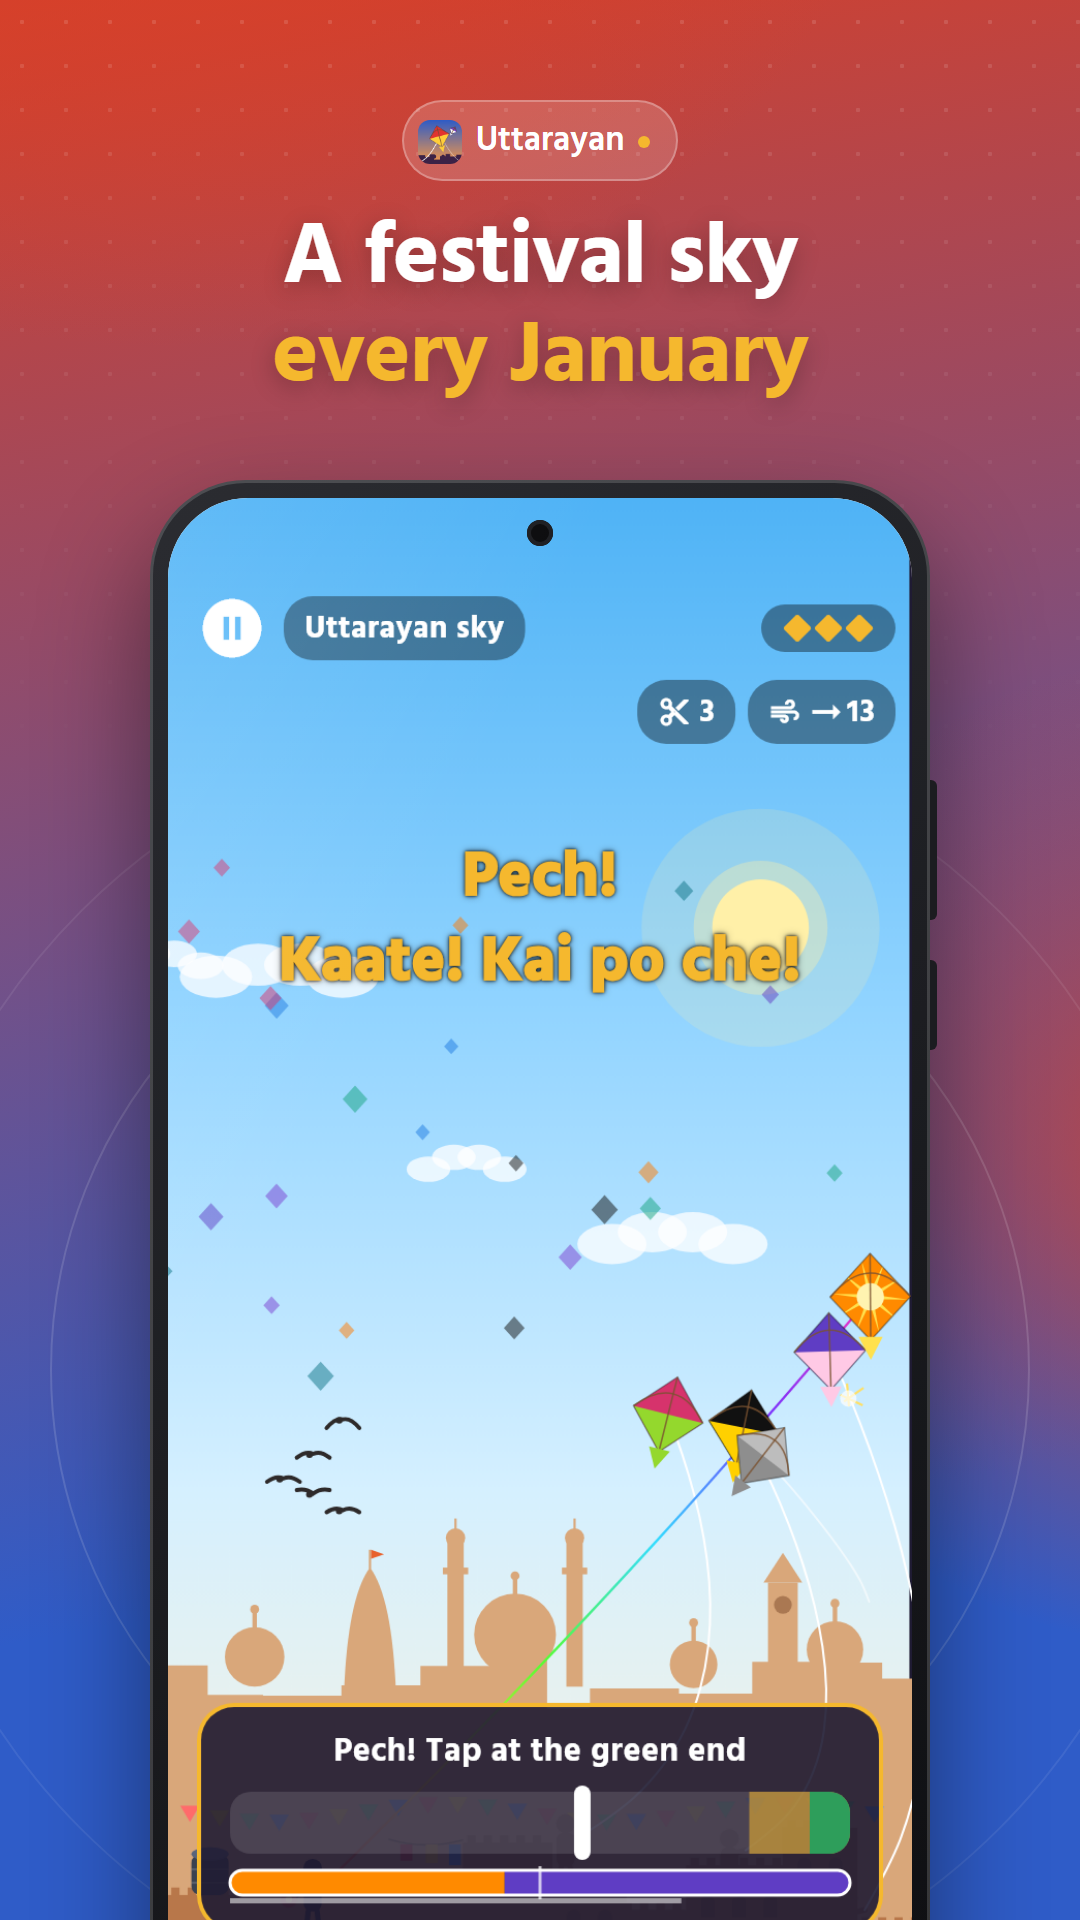 Uttarayan
A festival sky
every January
Uttarayan sky
3
→13
Pech!
Kaate! Kai po che!
Pech! Tap at the green end